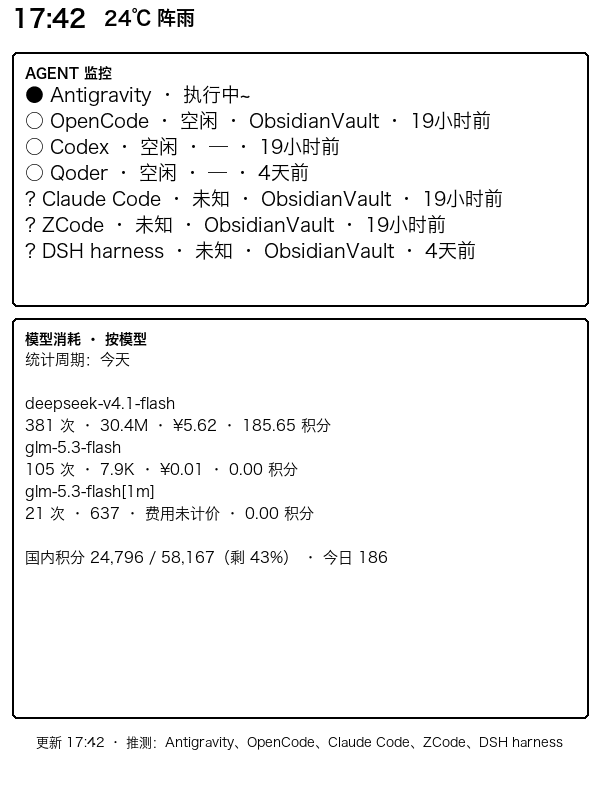 17:42 24℃ 阵雨
AGENT 监控
● Antigravity · 执行中~
○ OpenCode · 空闲 · ObsidianVault · 19小时前
○ Codex · 空闲 · — · 19小时前
○ Qoder · 空闲 · — · 4天前
? Claude Code · 未知 · ObsidianVault · 19小时前
? ZCode · 未知 · ObsidianVault · 19小时前
? DSH harness · 未知 · ObsidianVault · 4天前
模型消耗 · 按模型
统计周期：今天
deepseek-v4.1-flash
381 次 · 30.4M · ¥5.62 · 185.65 积分
glm-5.3-flash
105 次 · 7.9K · ¥0.01 · 0.00 积分
glm-5.3-flash[1m]
21 次 · 637 · 费用未计价 · 0.00 积分
国内积分 24,796 / 58,167（剩 43%） · 今日 186
更新 17:42 · 推测：Antigravity、OpenCode、Claude Code、ZCode、DSH harness